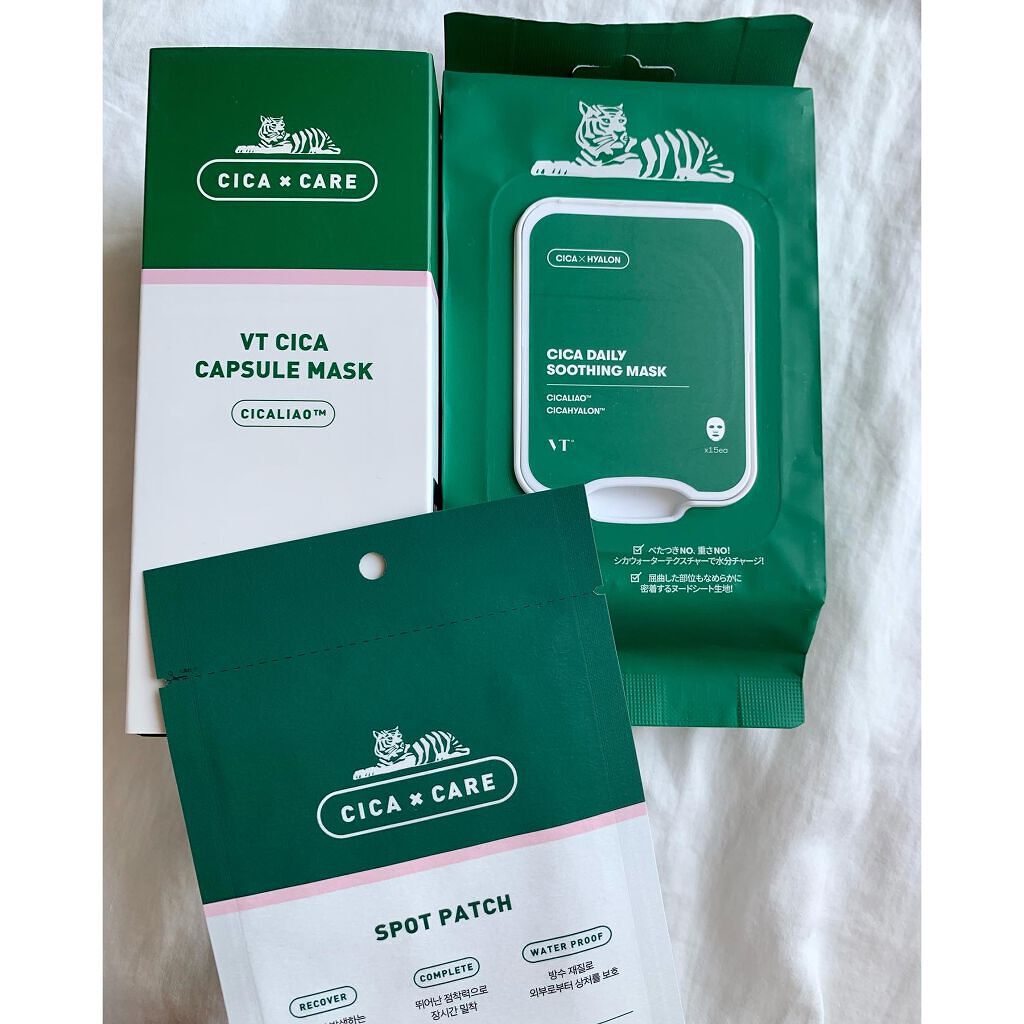 CICA × CARE
VT CICA
CAPSULE MASK
CICALIAO™
CICA × HYALON
CICA DAILY
SOOTHING MASK
CICALIAO™
CICAHYALON™
VT
x15ea
べたつきNO、重さNO!
シカウォーターテクスチャーで水分チャージ!
屈曲した部位もなめらかに
密着するヌードシート生地!
CICA × CARE
SPOT PATCH
RECOVER
발생하는
COMPLETE
뛰어난 점착력으로
장시간 밀착
WATER PROOF
방수 재질로
외부로부터 상처를 보호